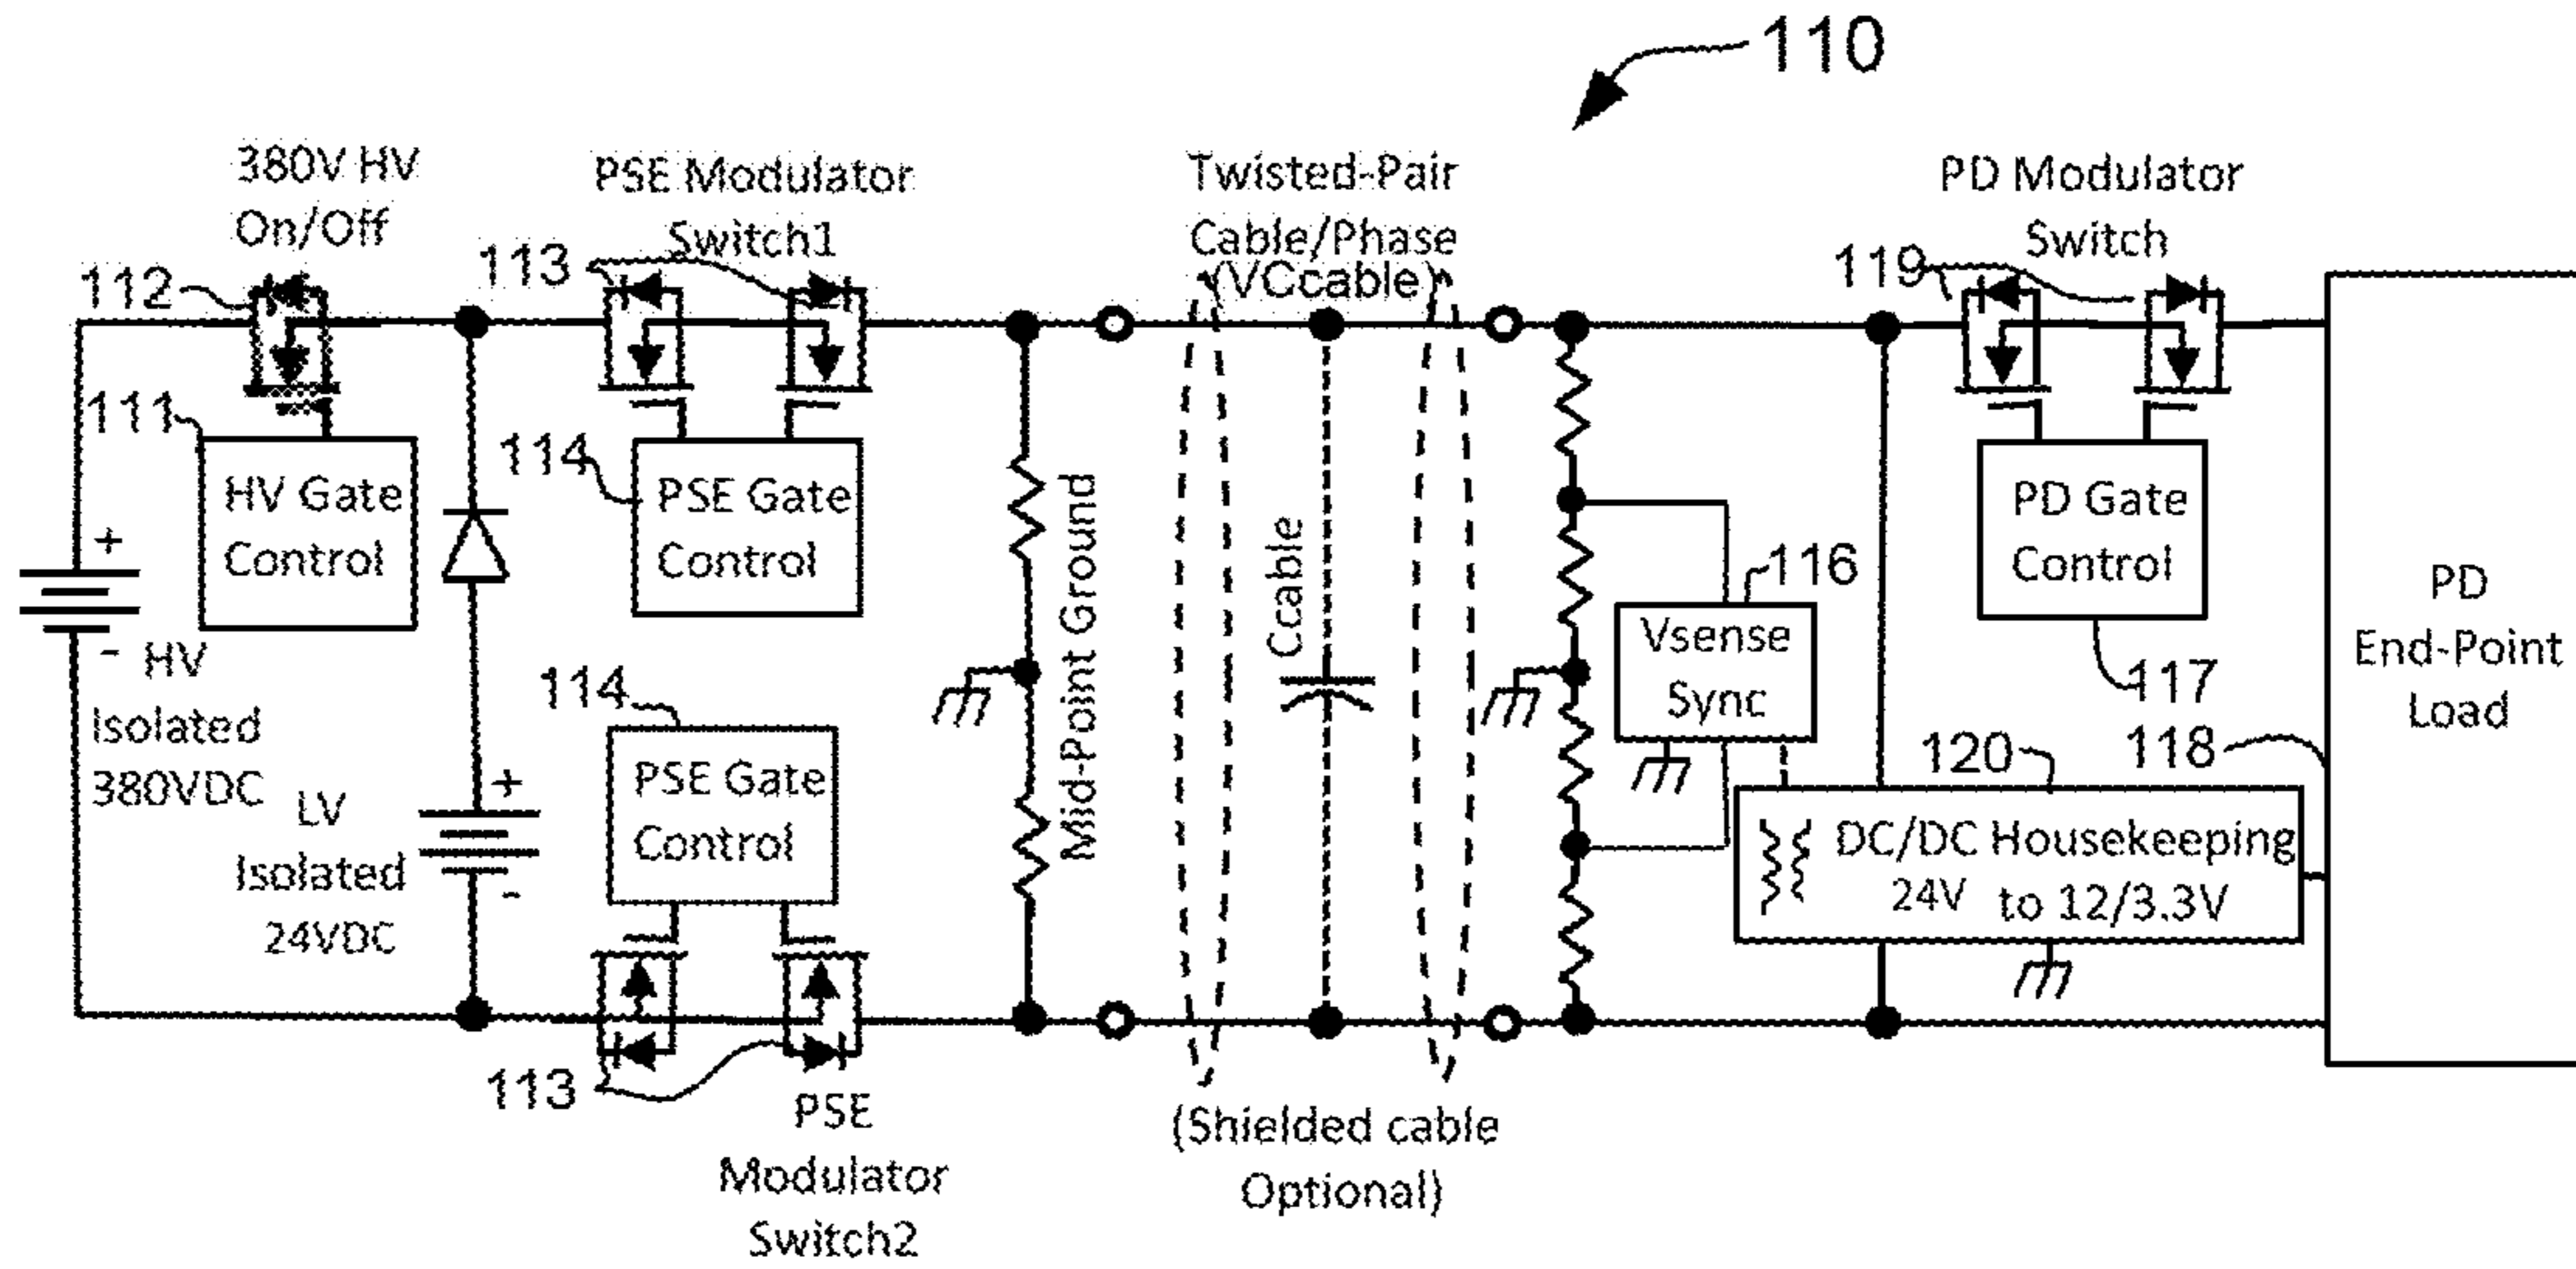 110
380V HV
On/Off
PSE Modulator
Switch1
Twisted-Pair
Cable/Phase
(VCcable)
PD Modulator
Switch
112
113
119
111
HV Gate
Control
114
PSE Gate
Control
Mid-Point Ground
Ccable
116
Vsense
Sync
PD Gate
Control
117
PD
End-Point
Load
118
+
-
HV
Isolated
380VDC
+
-
LV
Isolated
24VDC
114
PSE Gate
Control
120
DC/DC Housekeeping
24V to 12/3.3V
113
PSE
Modulator
Switch2
(Shielded cable
Optional)